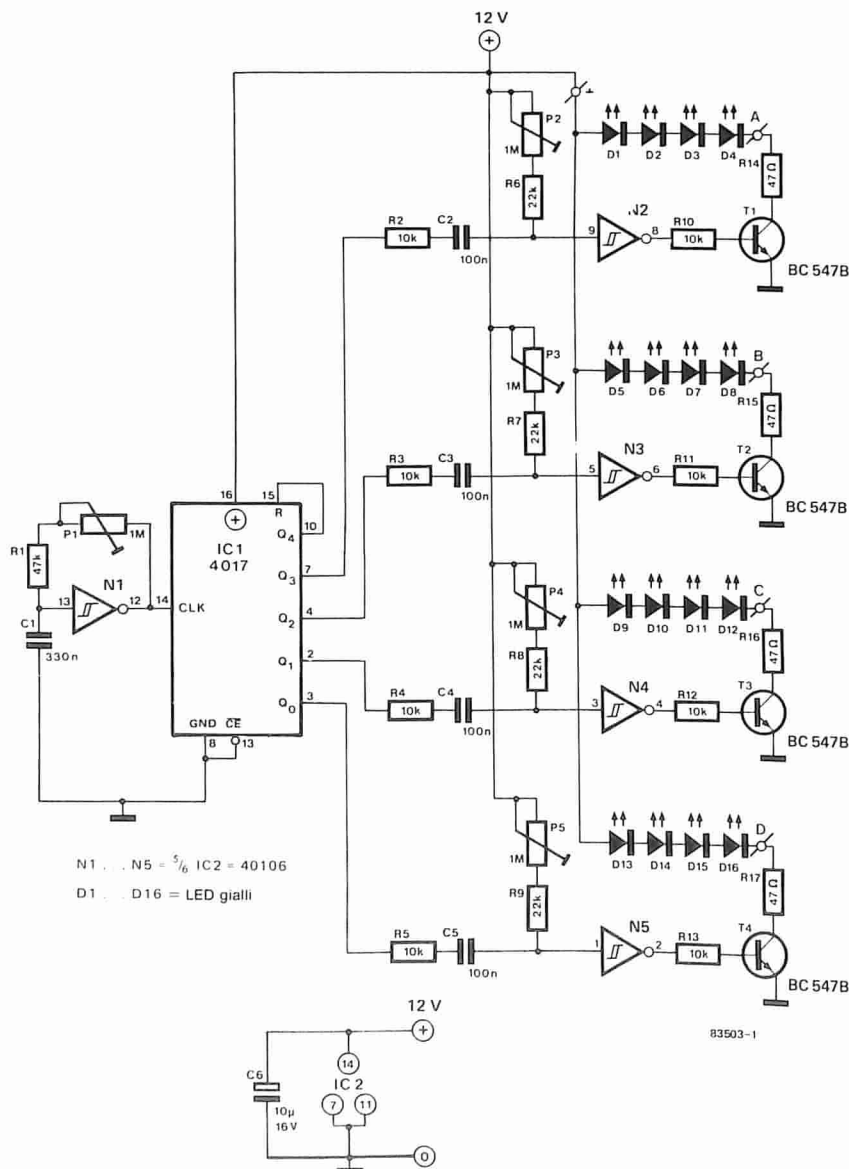 12 V
+
P2
1M
R6
22k
D1 D2 D3 D4
A
R14
47Ω
R2
10k
C2
100n
9
N2
8
R10
10k
T1
BC 547B
P3
1M
R7
22k
D5 D6 D7 D8
B
R15
47Ω
R3
10k
C3
100n
5
N3
6
R11
10k
T2
BC 547B
16
15
R
+
IC1
4017
Q4
10
Q3
7
Q2
4
Q1
2
Q0
3
CLK
14
GND
CE
8
13
P1
1M
R1
47k
N1
13
12
C1
330n
P4
1M
R8
22k
D9 D10 D11 D12
C
R16
47Ω
R4
10k
C4
100n
3
N4
4
R12
10k
T3
BC 547B
P5
1M
R9
22k
D13 D14 D15 D16
D
R17
47Ω
R5
10k
C5
100n
1
N5
2
R13
10k
T4
BC 547B
N1 . . . N5 = 5/6 IC2 = 40106
D1 . . . D16 = LED gialli
83503-1
12 V
+
14
IC 2
7
11
C6
10µ
16V
0